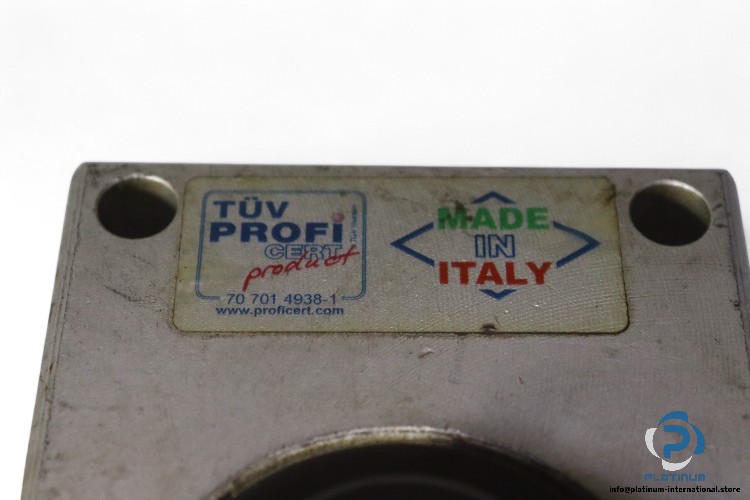 TÜV
PROFI
CERT
product
70 701 4938-1
www.proficert.com
MADE
IN
ITALY
PLATINUM
info@platinum-international.store